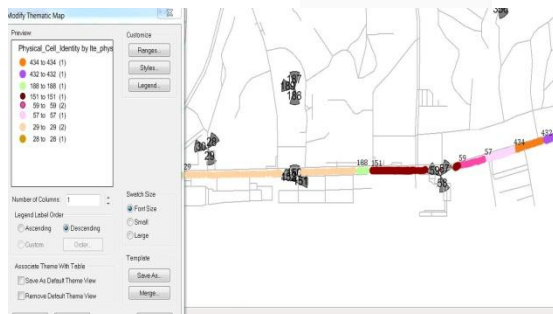 Modify Thematic Map
Preview
Physical_Cell_Identity by lte_phys
434 to 434 (1)
432 to 432 (1)
188 to 188 (1)
151 to 151 (1)
59 to 59 (2)
57 to 57 (1)
29 to 29 (2)
28 to 28 (1)
Number of Columns: 1
Legend Label Order
Ascending
Descending
Custom
Order...
Associate Theme With Table
Save As Default Theme View
Remove Default Theme View
Customize
Ranges...
Styles...
Legend...
Swatch Size
Font Size
Small
Large
Template
Save As...
Merge...
188
29
29
188
151
59
57
434
432
58